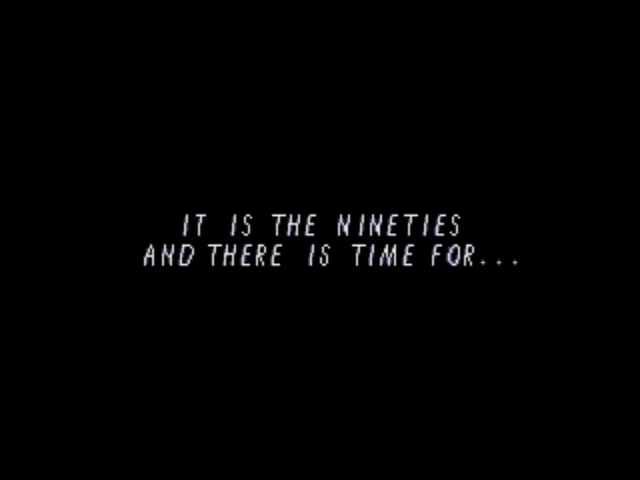 IT IS THE NINETIES
AND THERE IS TIME FOR...